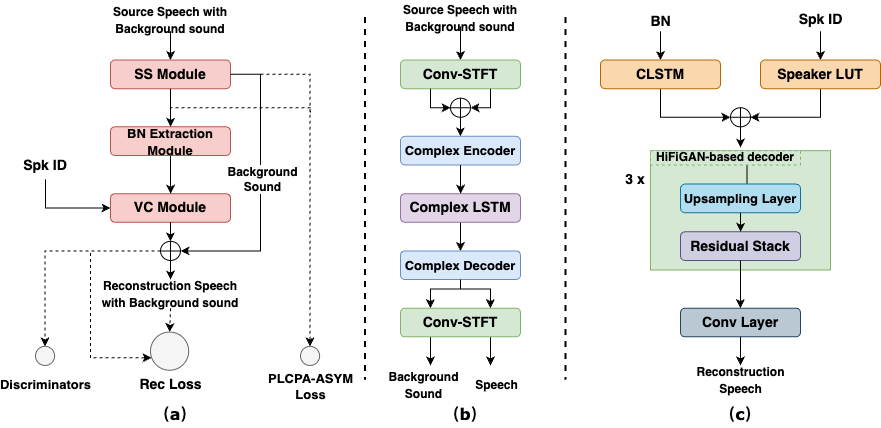 Source Speech with
Background sound
SS Module
BN Extraction
Module
Spk ID
Background
Sound
VC Module
Reconstruction Speech
with Background sound
Discriminators
Rec Loss
PLCPA-ASYM
Loss
(a)
Source Speech with
Background sound
Conv-STFT
Complex Encoder
Complex LSTM
Complex Decoder
Conv-STFT
Background
Sound
Speech
(b)
BN
Spk ID
CLSTM
Speaker LUT
HiFiGAN-based decoder
3 x
Upsampling Layer
Residual Stack
Conv Layer
Reconstruction
Speech
(c)